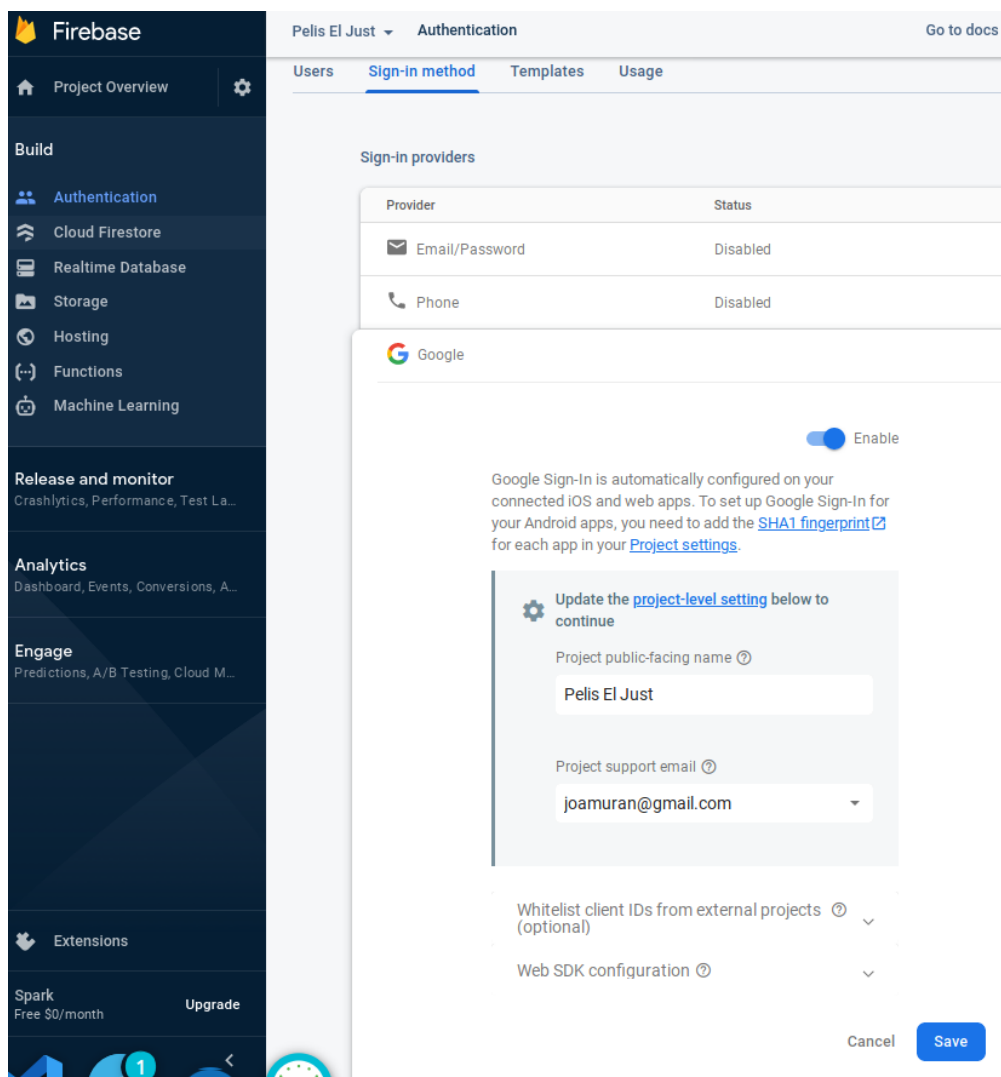 Firebase
Project Overview
Build
Authentication
Cloud Firestore
Realtime Database
Storage
Hosting
Functions
Machine Learning
Release and monitor
Crashlytics, Performance, Test La...
Analytics
Dashboard, Events, Conversions, A...
Engage
Predictions, A/B Testing, Cloud M...
Extensions
Spark
Free $0/month
Upgrade
1
Pelis El Just
Authentication
Go to docs
Users
Sign-in method
Templates
Usage
Sign-in providers
Provider
Status
Email/Password
Disabled
Phone
Disabled
Google
Enable
Google Sign-In is automatically configured on your
connected iOS and web apps. To set up Google Sign-In for
your Android apps, you need to add the SHA1 fingerprint
for each app in your Project settings.
Update the project-level setting below to
continue
Project public-facing name
Pelis El Just
Project support email
joamuran@gmail.com
Whitelist client IDs from external projects
(optional)
Web SDK configuration
Cancel
Save